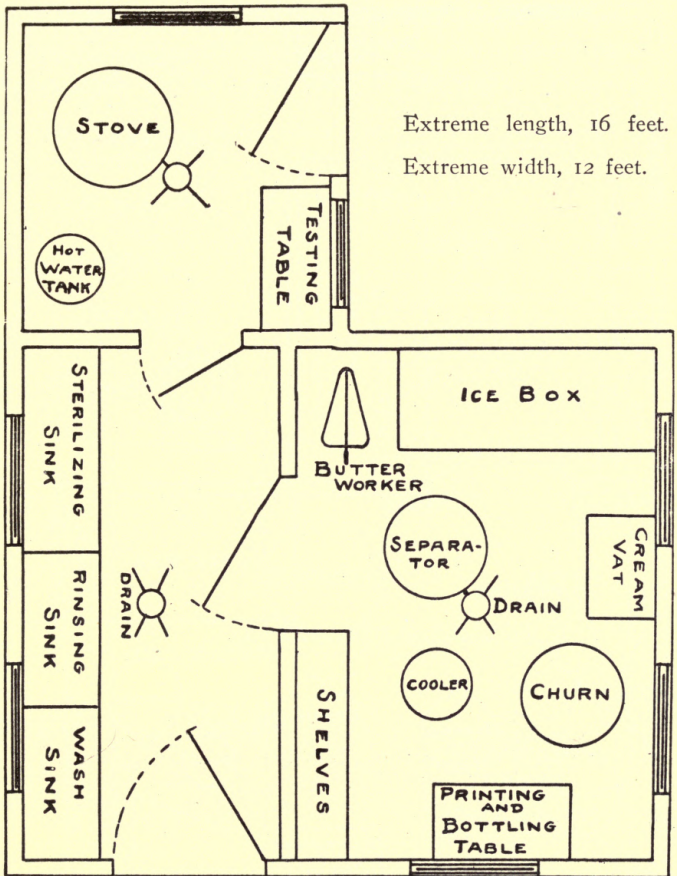 STOVE
Extreme length, 16 feet.
Extreme width, 12 feet.
HOT
WATER
TANK
TESTING
TABLE
STERILIZING
SINK
ICE BOX
BUTTER
WORKER
SEPARA-
TOR
CREAM
VAT
DRAIN
RINSING
SINK
DRAIN
COOLER
CHURN
SHELVES
WASH
SINK
PRINTING
AND
BOTTLING
TABLE